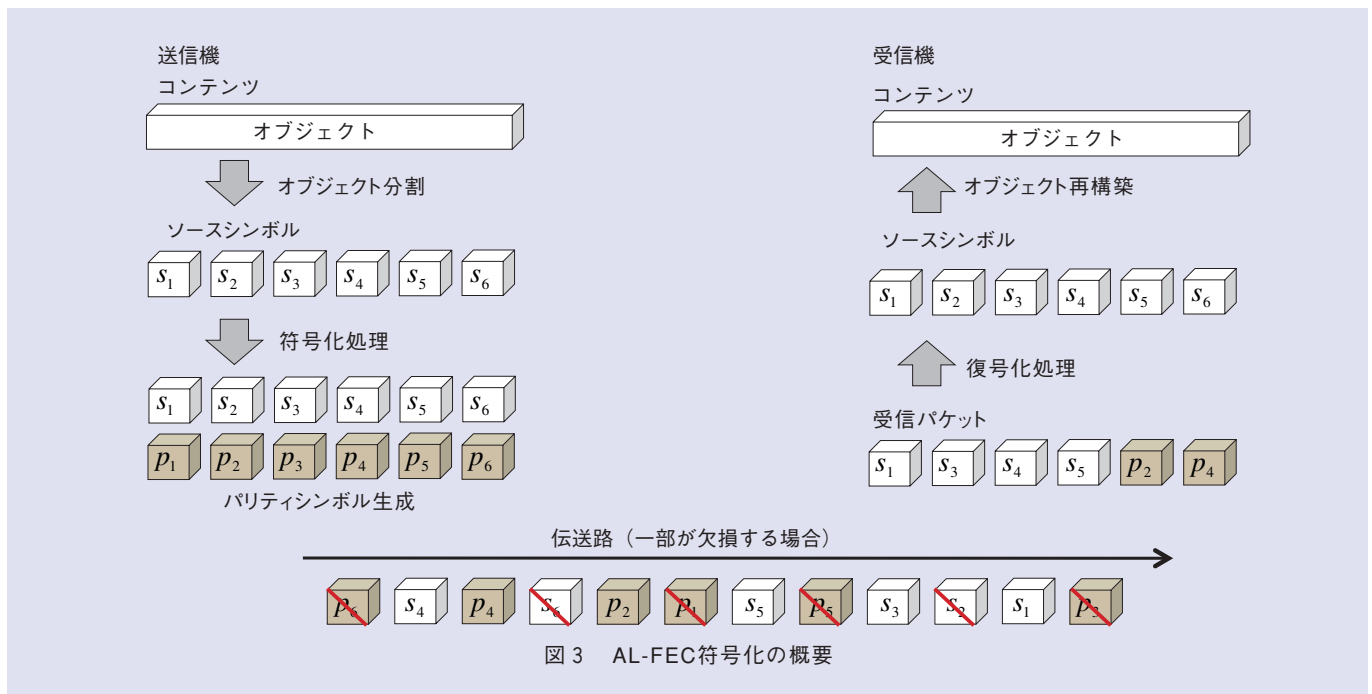 送信機
コンテンツ
オブジェクト
オブジェクト分割
ソースシンボル
s1 s2 s3 s4 s5 s6
符号化処理
s1 s2 s3 s4 s5 s6
p1 p2 p3 p4 p5 p6
パリティシンボル生成
受信機
コンテンツ
オブジェクト
オブジェクト再構築
ソースシンボル
s1 s2 s3 s4 s5 s6
復号化処理
受信パケット
s1 s3 s4 s5 p2 p4
伝送路（一部が欠損する場合）
p6 s4 p4 s6 p2 p1 s5 p5 s3 s2 s1 p3
図3 AL-FEC符号化の概要